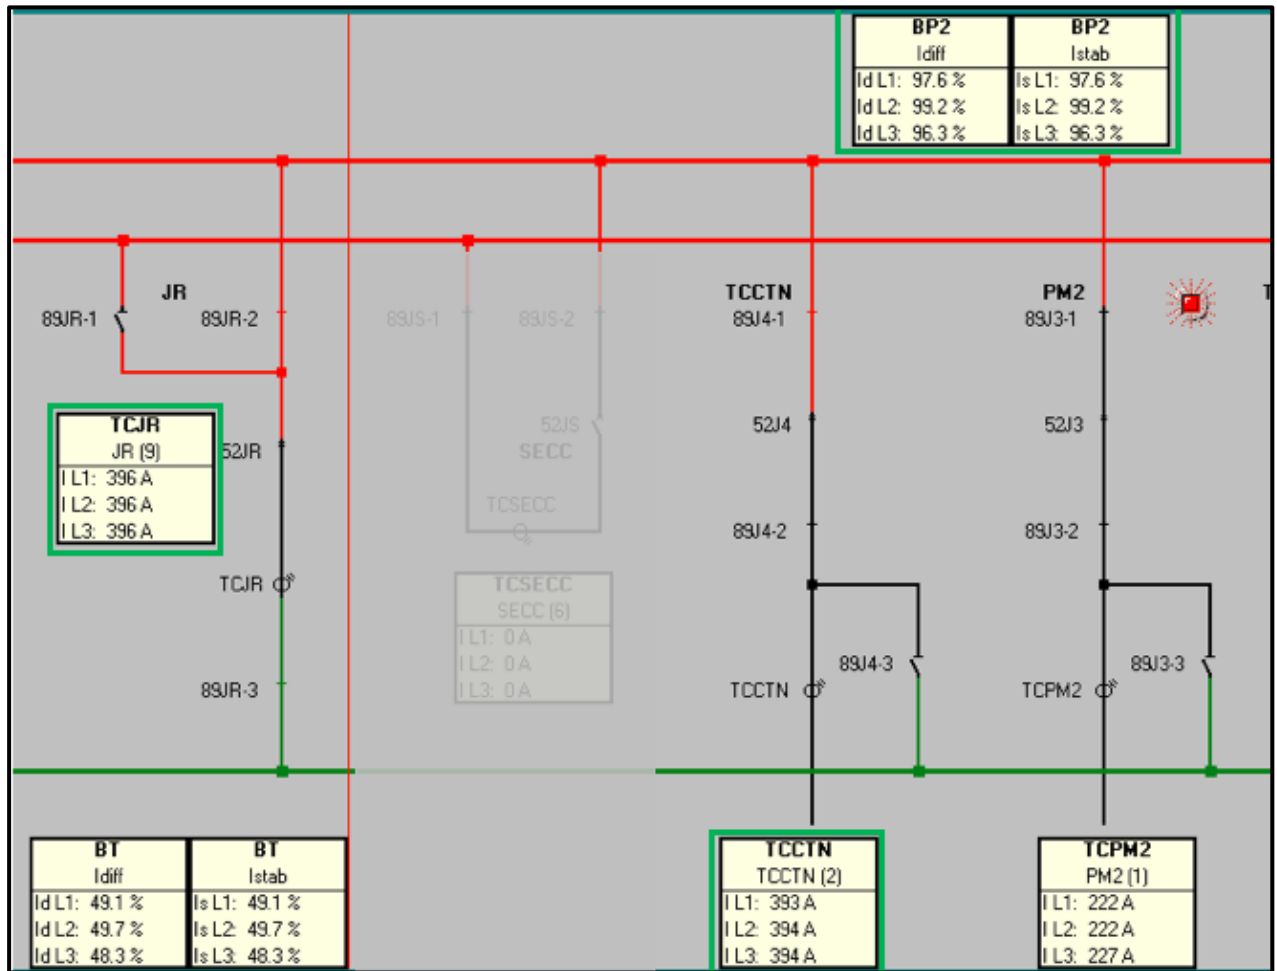 BP2 BP2
Idiff Istab
Id L1: 97.6 % Is L1: 97.6 %
Id L2: 99.2 % Is L2: 99.2 %
Id L3: 96.3 % Is L3: 96.3 %
JR TCCTN PM2 T
89JR-1 89JR-2 89JS-1 89JS-2 89J4-1 89J3-1
TCJR
JR (9)
I L1: 396 A
I L2: 396 A
I L3: 396 A
52JR 52JS 52J4 52J3
SECC
TCSECC
89J4-2 89J3-2
TCJR
TCSECC
SECC (6)
I L1: 0 A
I L2: 0 A
I L3: 0 A
89J4-3 89J3-3
89JR-3 TCCTN TCPM2
BT BT
Idiff Istab
Id L1: 49.1 % Is L1: 49.1 %
Id L2: 49.7 % Is L2: 49.7 %
Id L3: 48.3 % Is L3: 48.3 %
TCCTN
TCCTN (2)
I L1: 393 A
I L2: 394 A
I L3: 394 A
TCPM2
PM2 (1)
I L1: 222 A
I L2: 222 A
I L3: 227 A